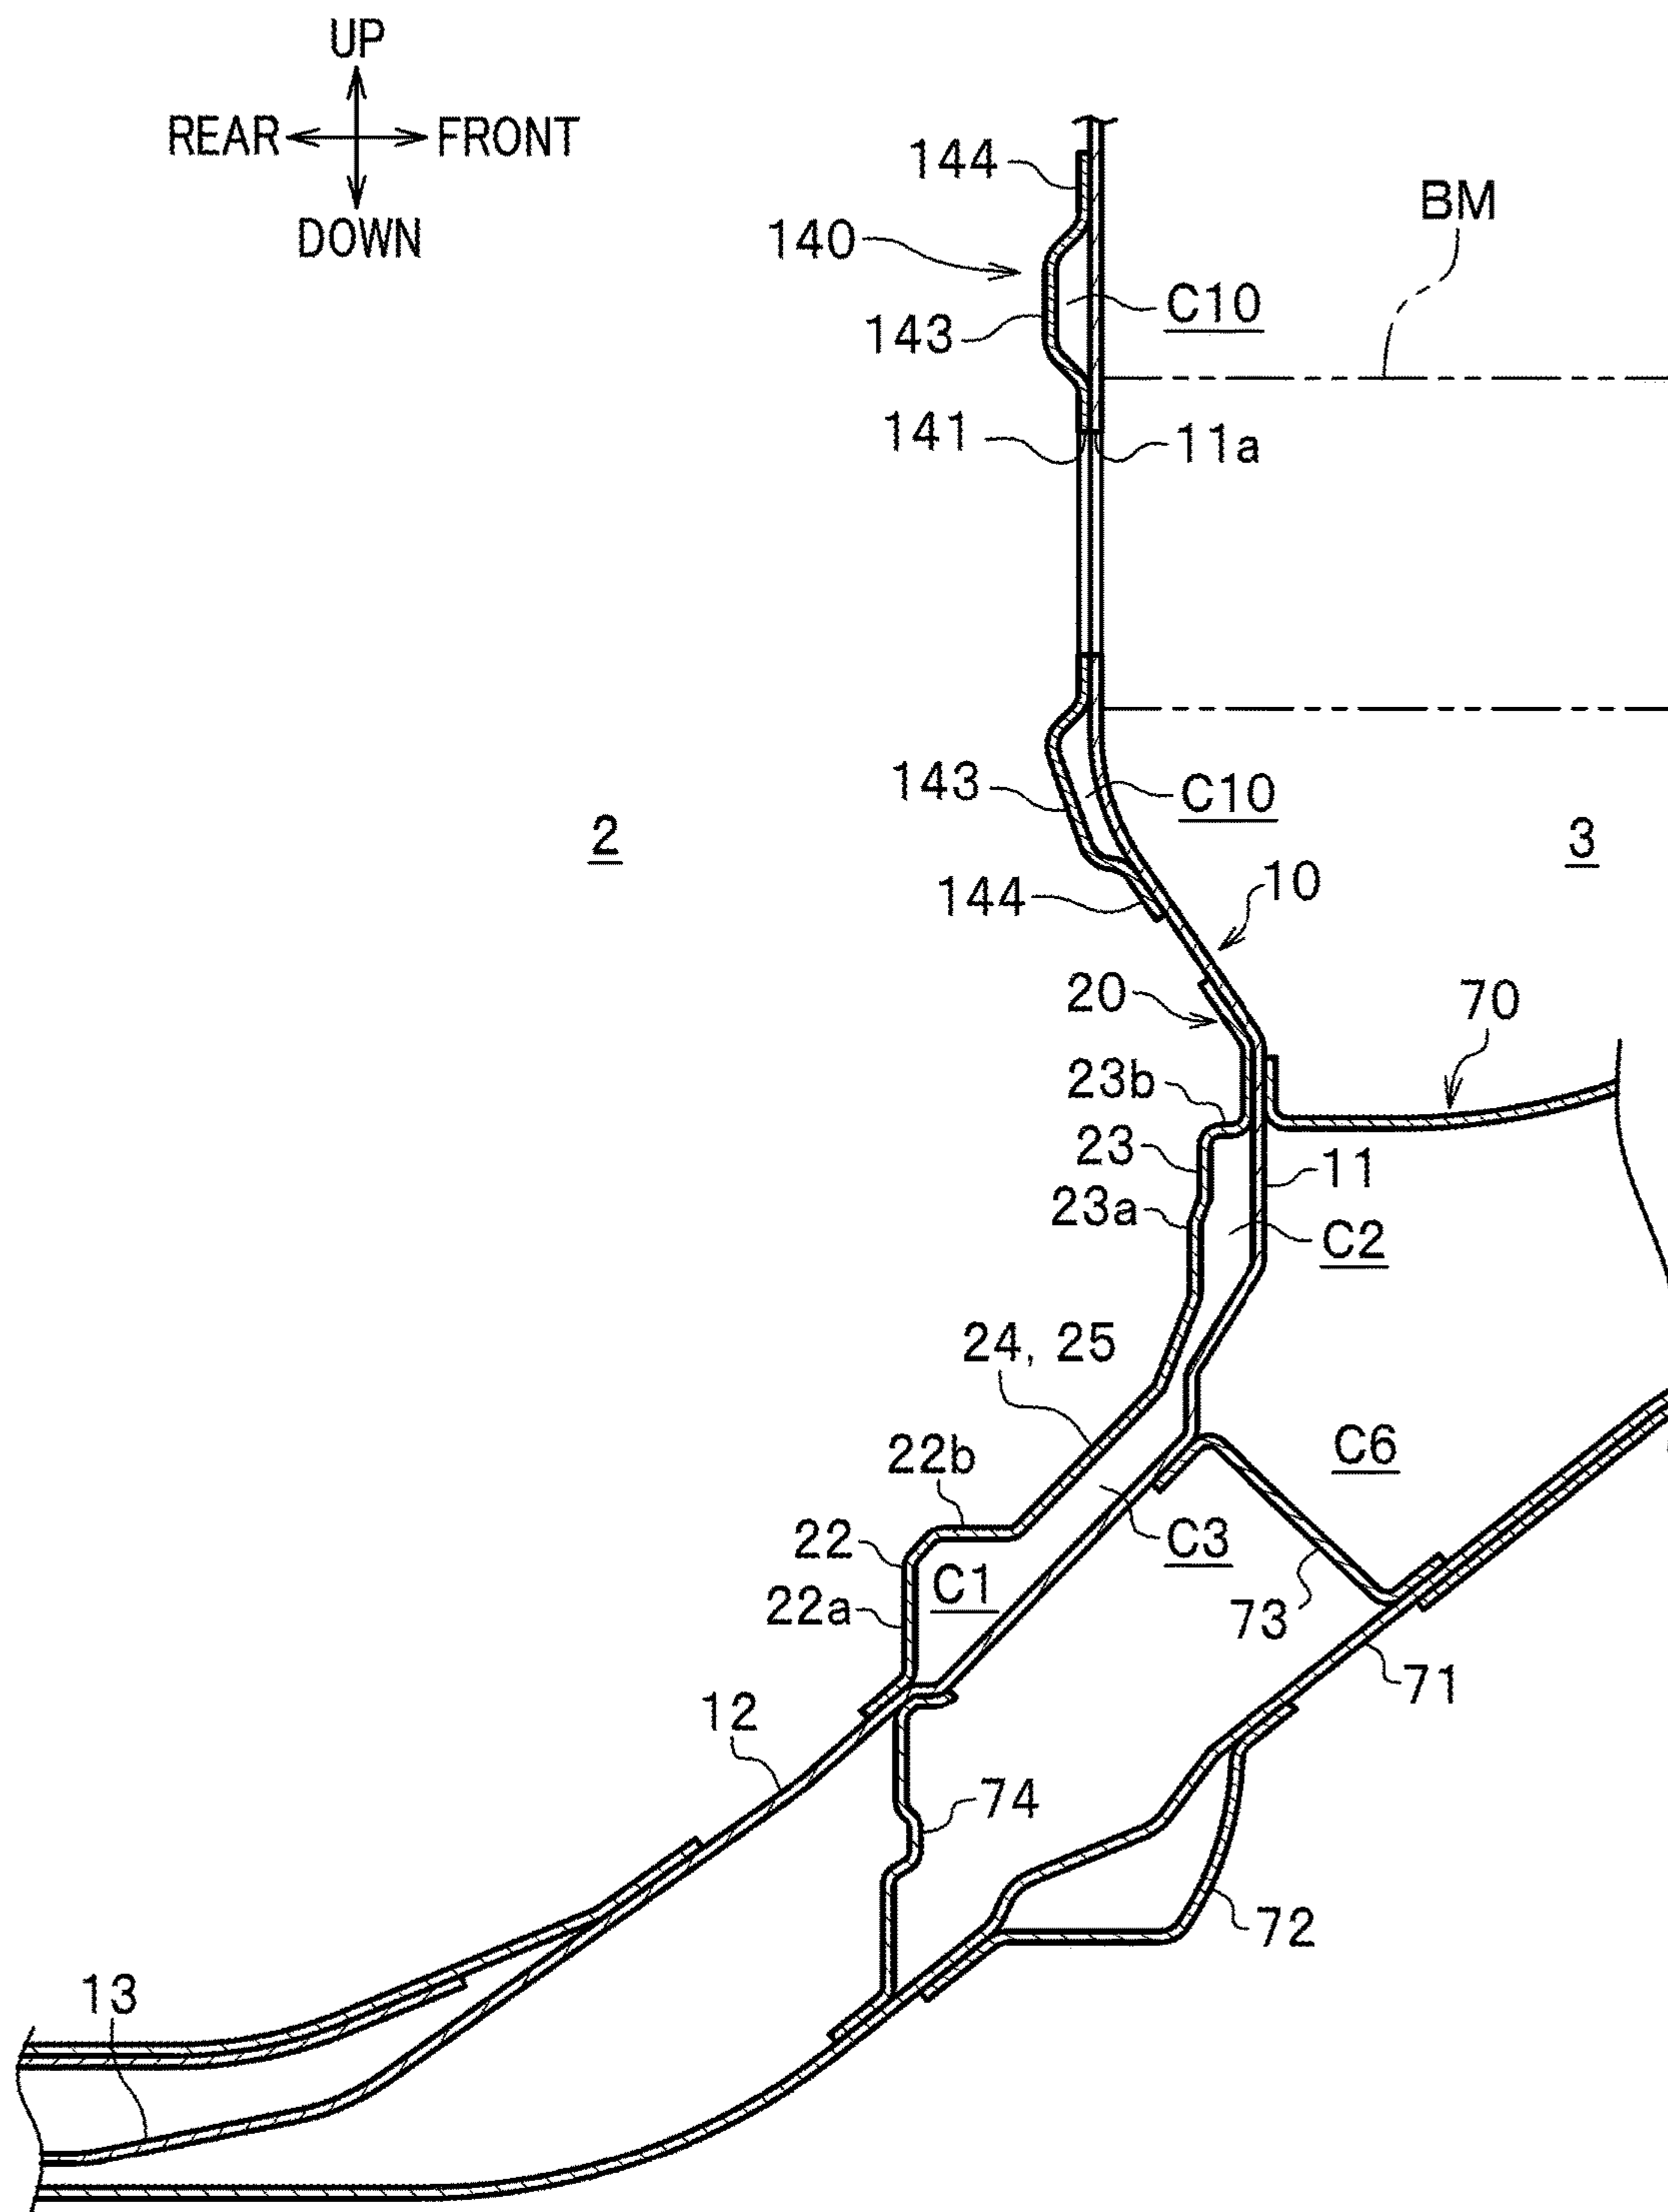 UP
REAR FRONT
DOWN
144
BM
140
C10
143
141
11a
143
C10
2
3
10
144
20
70
23b
23
11
23a
C2
24, 25
22b
C6
22
C3
C1
22a
73
71
12
74
72
13